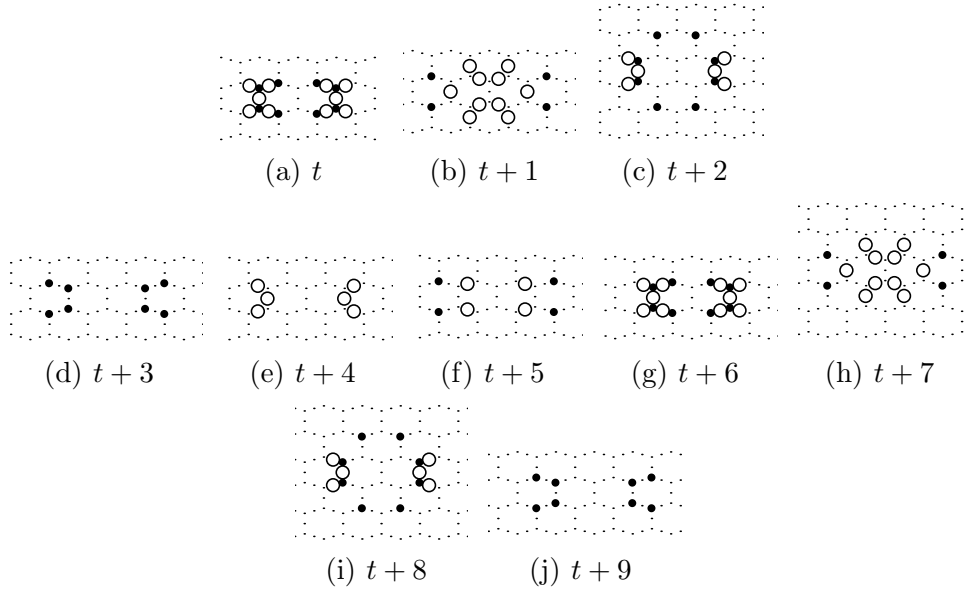 (a) t
(b) t + 1
(c) t + 2
(d) t + 3
(e) t + 4
(f) t + 5
(g) t + 6
(h) t + 7
(i) t + 8
(j) t + 9